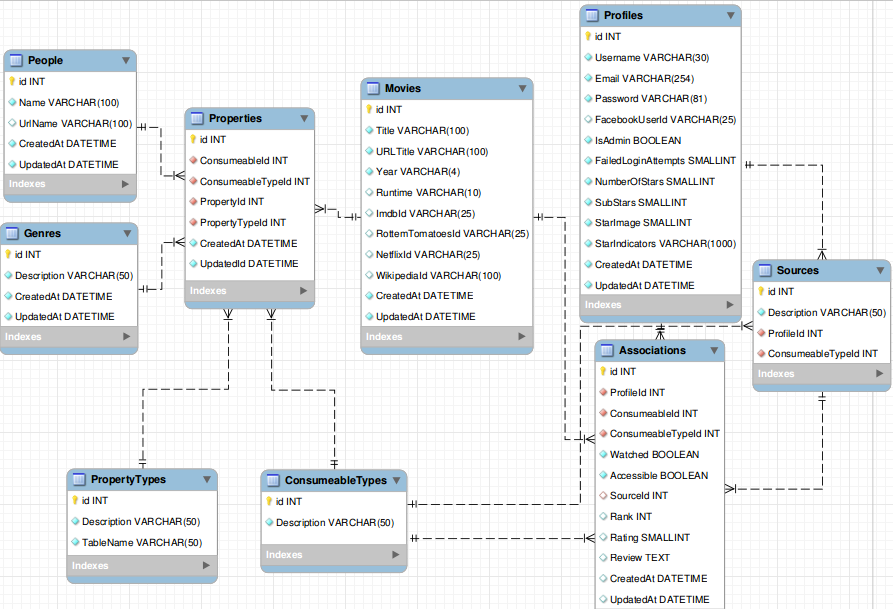 People
id INT
Name VARCHAR(100)
UrlName VARCHAR(100)
CreatedAt DATETIME
UpdatedAt DATETIME
Indexes
Genres
id INT
Description VARCHAR(50)
CreatedAt DATETIME
UpdatedAt DATETIME
Indexes
Properties
id INT
ConsumeableId INT
ConsumeableTypeId INT
PropertyId INT
PropertyTypeId INT
CreatedAt DATETIME
UpdatedId DATETIME
Indexes
Movies
id INT
Title VARCHAR(100)
URLTitle VARCHAR(100)
Year VARCHAR(4)
Runtime VARCHAR(10)
ImdbId VARCHAR(25)
RottemTomatoesId VARCHAR(25)
NetflixId VARCHAR(25)
WikipediaId VARCHAR(100)
CreatedAt DATETIME
UpdatedAt DATETIME
Indexes
Profiles
id INT
Username VARCHAR(30)
Email VARCHAR(254)
Password VARCHAR(81)
FacebookUserId VARCHAR(25)
IsAdmin BOOLEAN
FailedLoginAttempts SMALLINT
NumberOfStars SMALLINT
SubStars SMALLINT
StarImage SMALLINT
StarIndicators VARCHAR(1000)
CreatedAt DATETIME
UpdatedAt DATETIME
Indexes
Sources
id INT
Description VARCHAR(50)
ProfileId INT
ConsumeableTypeId INT
Indexes
Associations
id INT
ProfileId INT
ConsumeableId INT
ConsumeableTypeId INT
Watched BOOLEAN
Accessible BOOLEAN
SourceId INT
Rank INT
Rating SMALLINT
Review TEXT
CreatedAt DATETIME
UpdatedAt DATETIME
PropertyTypes
id INT
Description VARCHAR(50)
TableName VARCHAR(50)
Indexes
ConsumeableTypes
id INT
Description VARCHAR(50)
Indexes